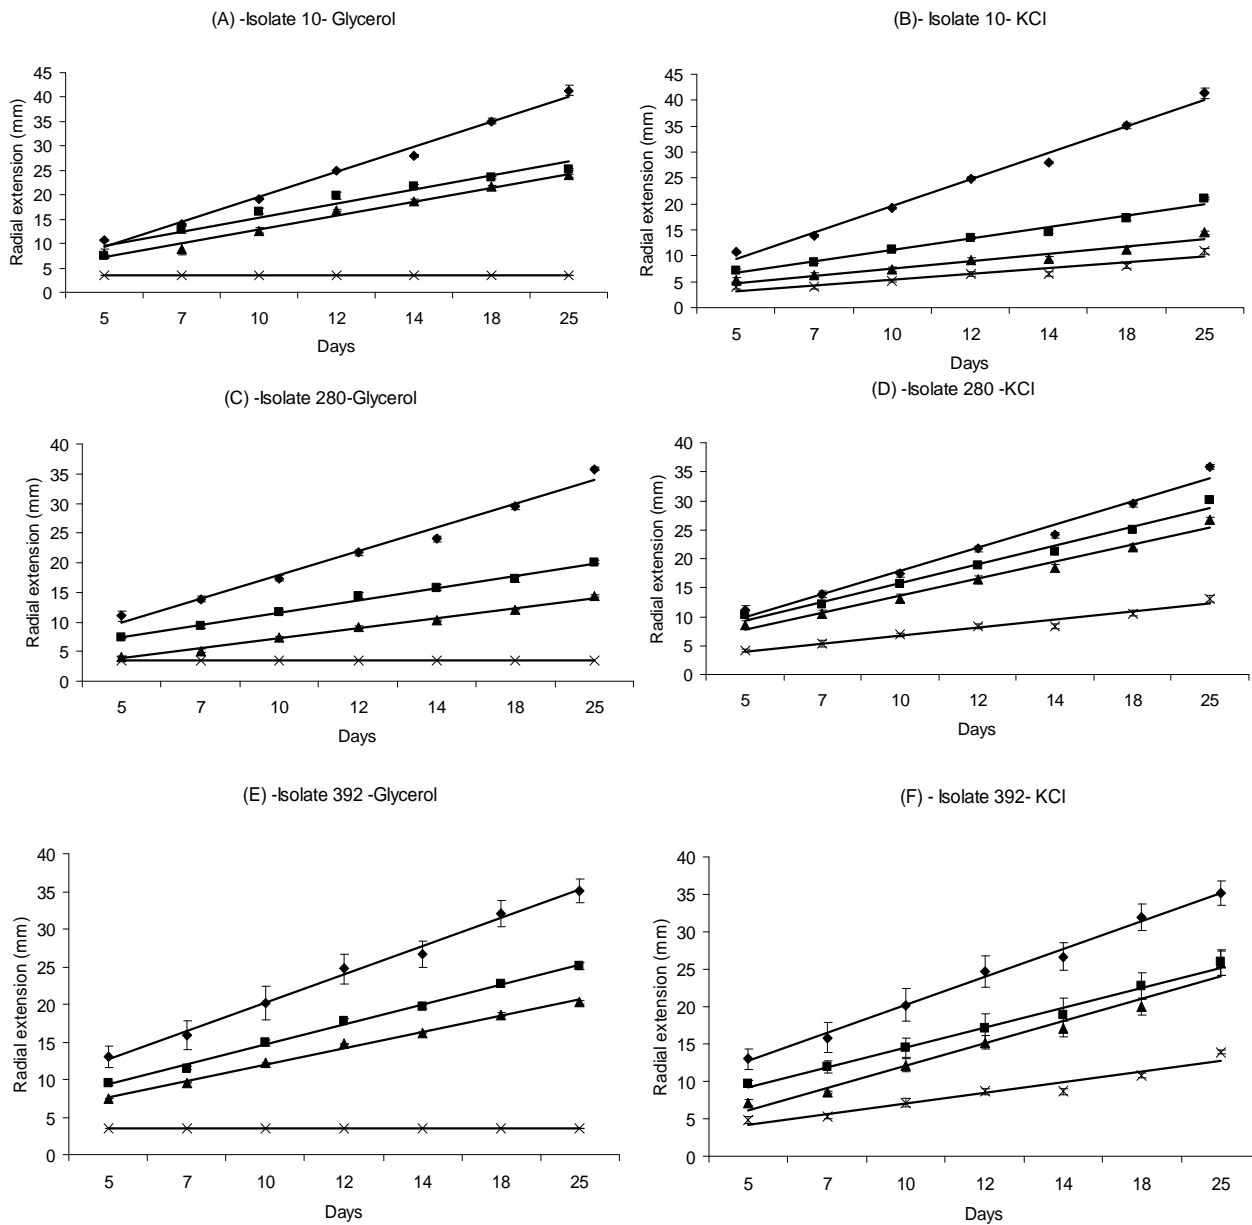 (A) -Isolate 10- Glycerol
Radial extension (mm)
45
40
35
30
25
20
15
10
5
0
5 7 10 12 14 18 25
Days
(B)- Isolate 10- KCl
Radial extension (mm)
45
40
35
30
25
20
15
10
5
0
5 7 10 12 14 18 25
Days
(C) -Isolate 280-Glycerol
Radial extension (mm)
40
35
30
25
20
15
10
5
0
5 7 10 12 14 18 25
Days
(D) -Isolate 280 -KCl
Radial extension (mm)
40
35
30
25
20
15
10
5
0
5 7 10 12 14 18 25
Days
(E) -Isolate 392 -Glycerol
Radial extension (mm)
40
35
30
25
20
15
10
5
0
5 7 10 12 14 18 25
Days
(F) - Isolate 392- KCl
Radial extension (mm)
40
35
30
25
20
15
10
5
0
5 7 10 12 14 18 25
Days